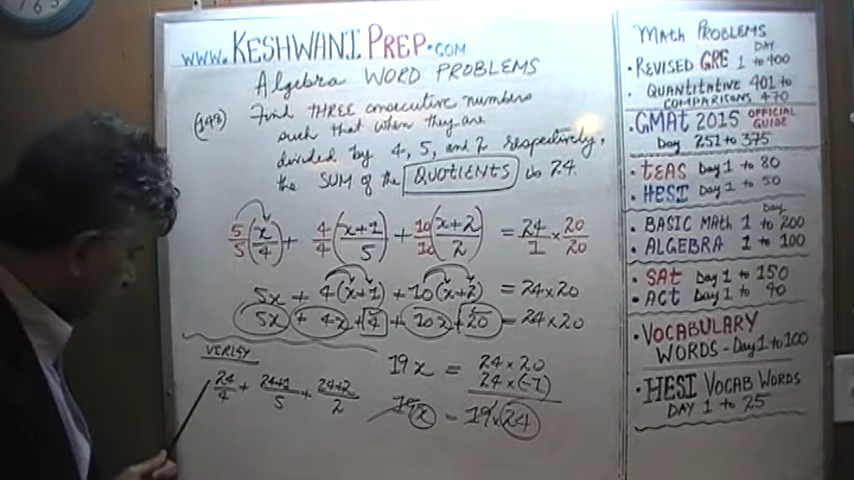 www.KESHWANI PREP.com
Algebra WORD PROBLEMS
(148) Find THREE consecutive numbers
such that when they are
divided by 4, 5, and 2 respectively,
the SUM of the QUOTIENTS is 24.
5/5 (x/4) + 4/4 (x+1/5) + 10/10 (x+2/2) = 24/1 × 20/20
5x + 4(x+1) + 10(x+2) = 24×20
5x + 4x + 4 + 10x + 20 = 24×20
19x = 24×20
24×(-1)
19x = 19×24
VERIFY
24/4 + 24+1/5 + 24+2/2
MATH PROBLEMS
DAY
• REVISED GRE 1 to 400
• QUANTITATIVE 401 to
COMPARISONS 470
• GMAT 2015 OFFICIAL GUIDE
Day 251 to 375
• TEAS Day 1 to 80
• HESI Day 1 to 50
Day
• BASIC MATH 1 to 200
• ALGEBRA 1 to 100
• SAT Day 1 to 150
• ACT Day 1 to 40
• VOCABULARY
WORDS - Day 1 to 100
• HESI VOCAB WORDS
DAY 1 to 25